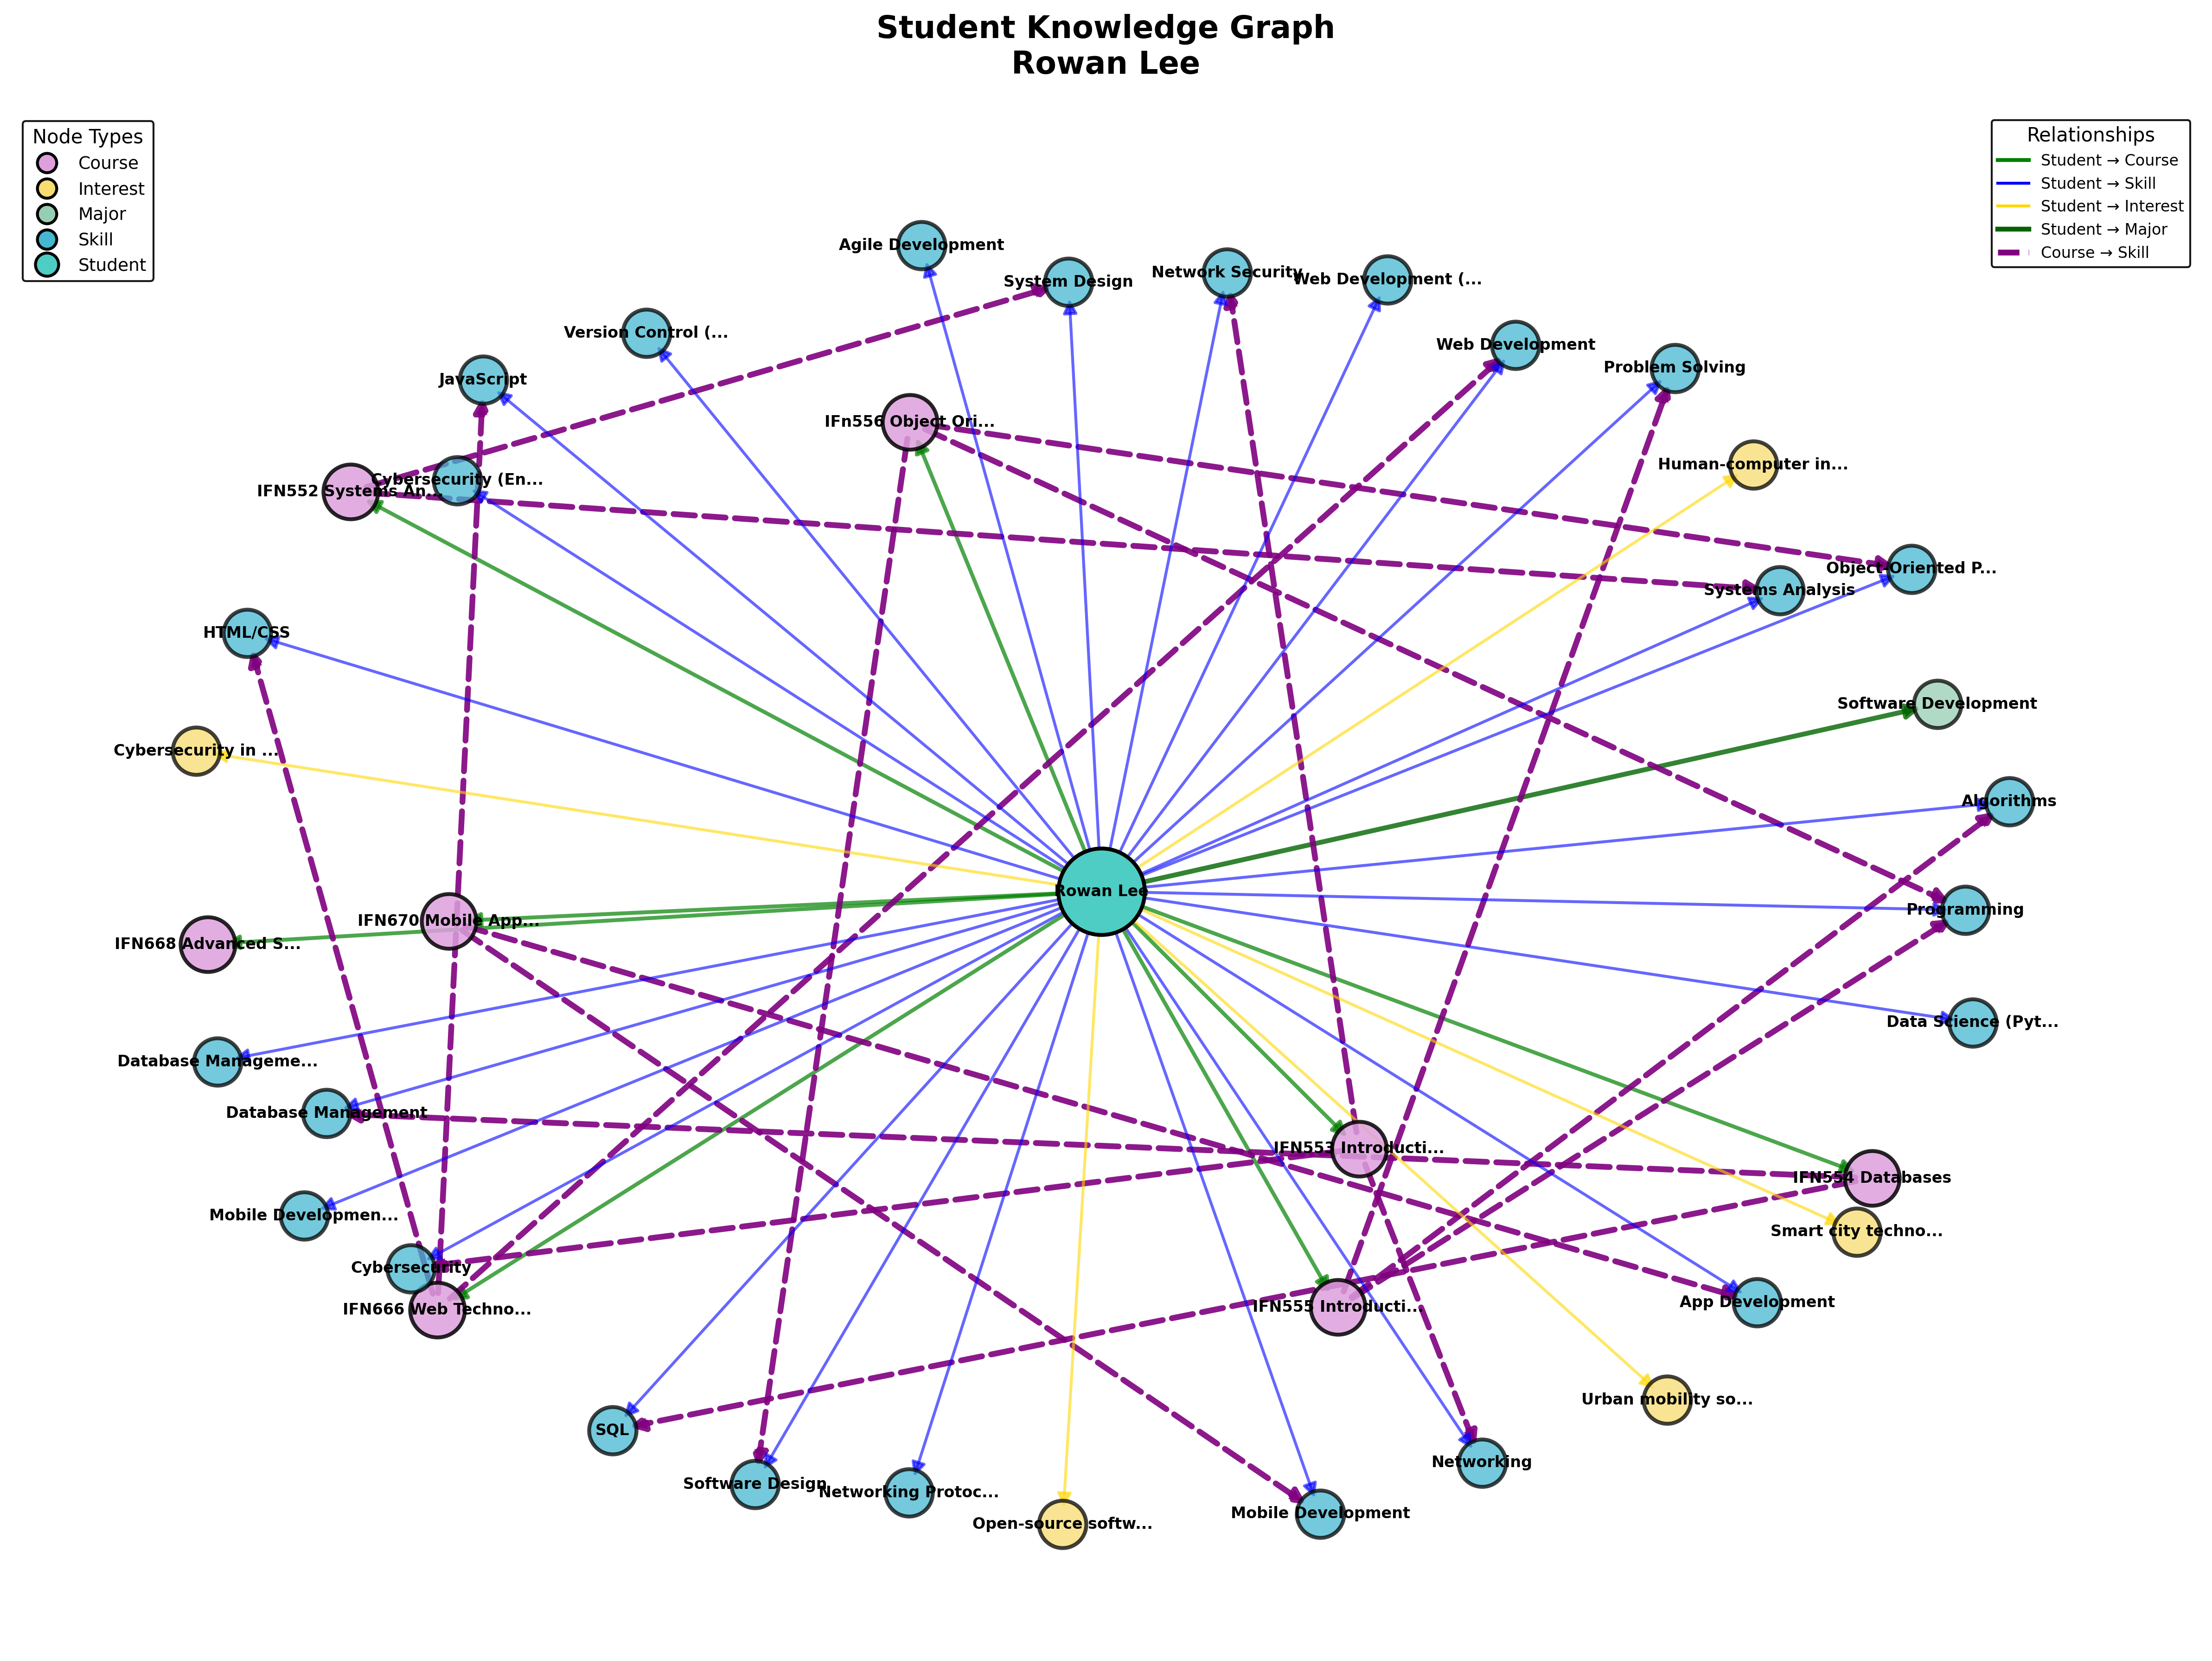 Student Knowledge Graph
Rowan Lee
Node Types
Course
Interest
Major
Skill
Student
Relationships
Student → Course
Student → Skill
Student → Interest
Student → Major
Course → Skill
Agile Development
System Design
Network Security
Web Development (...
Version Control (...
Web Development
Problem Solving
JavaScript
IFn556 Object Ori...
Human-computer in...
Cybersecurity (En...
IFN552 Systems An...
Object-Oriented P...
Systems Analysis
HTML/CSS
Software Development
Cybersecurity in ...
Algorithms
Rowan Lee
Programming
IFN670 Mobile App...
IFN668 Advanced S...
Data Science (Pyt...
Database Manageme...
Database Management
IFN553 Introducti...
IFN554 Databases
Mobile Developmen...
Smart city techno...
Cybersecurity
IFN666 Web Techno...
IFN555 Introducti...
App Development
Urban mobility so...
SQL
Networking
Software Design
Networking Protoc...
Mobile Development
Open-source softw...